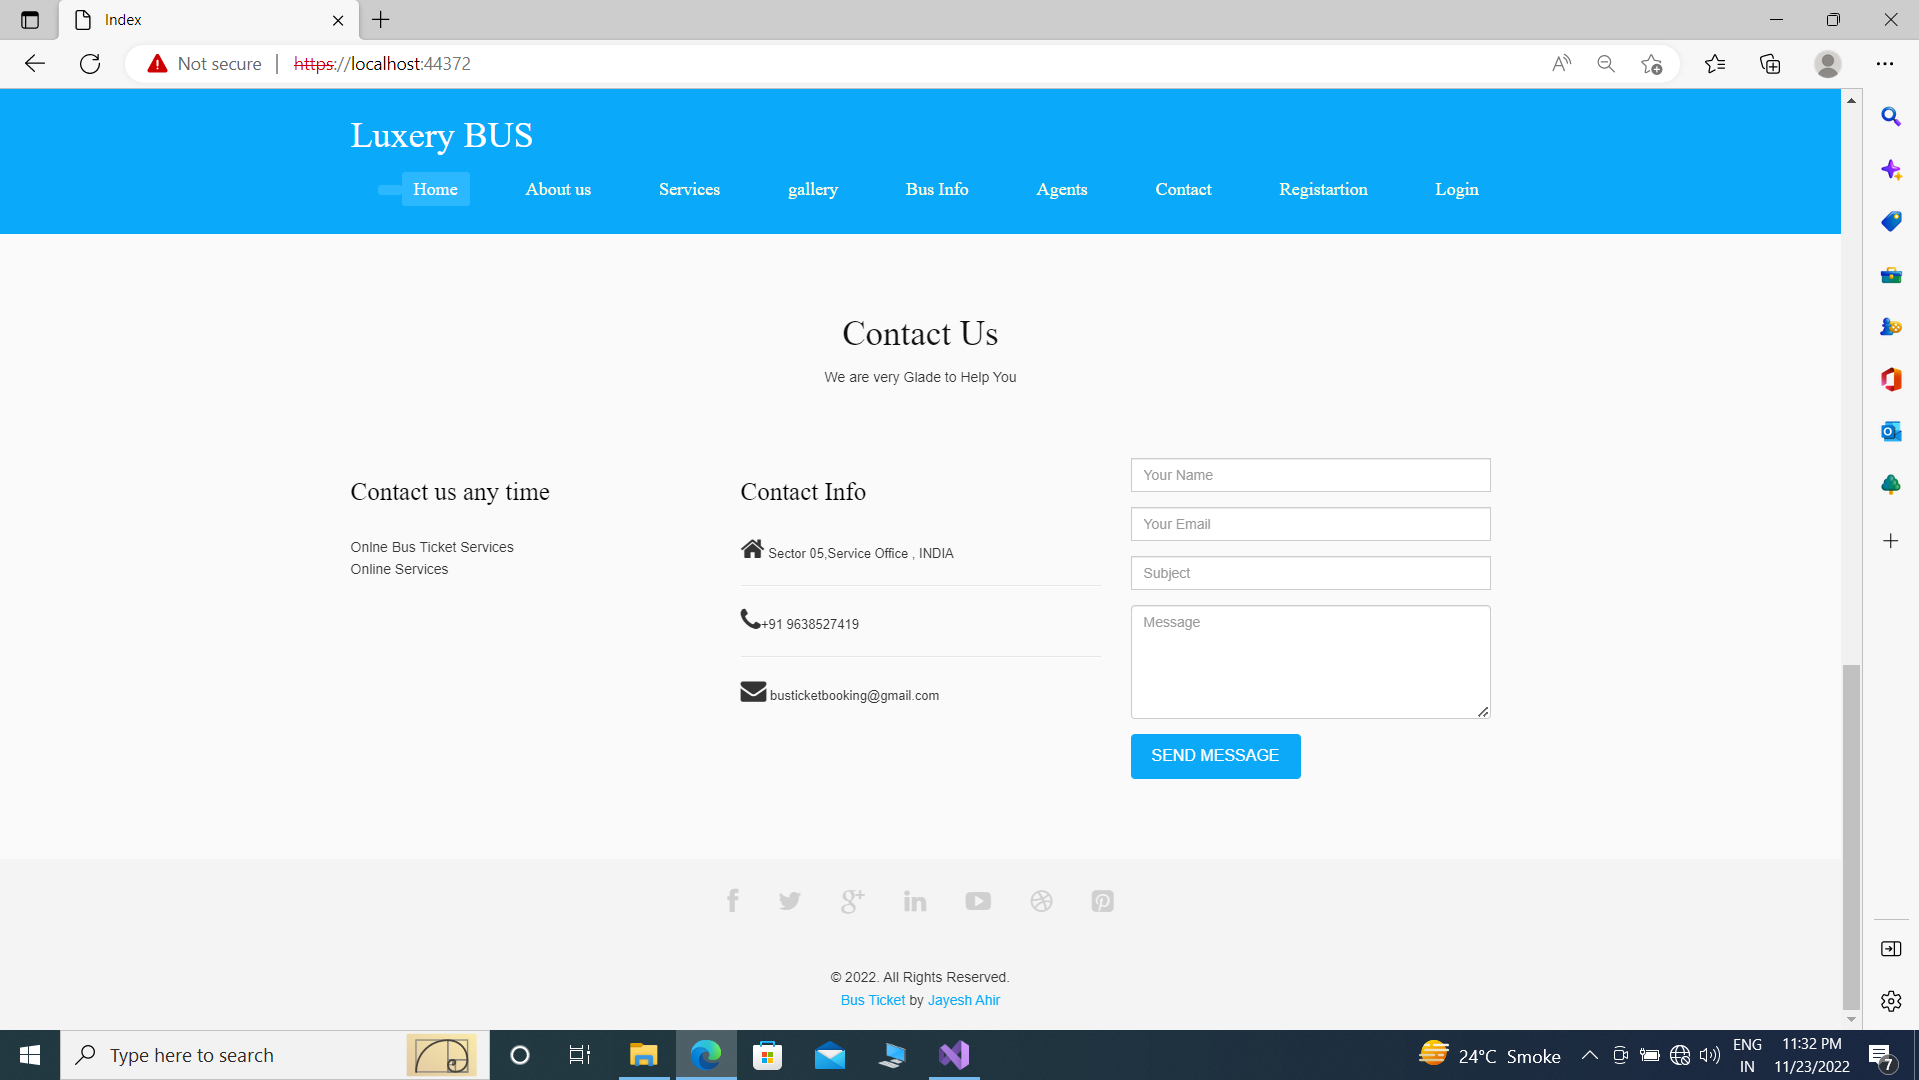 Index
Not secure
https://localhost:44372
Luxery BUS
Home About us Services gallery Bus Info Agents Contact Registartion Login
Contact Us
We are very Glade to Help You
Contact us any time
Onlne Bus Ticket Services
Online Services
Contact Info
Sector 05,Service Office , INDIA
+91 9638527419
busticketbooking@gmail.com
Your Name
Your Email
Subject
Message
SEND MESSAGE
© 2022. All Rights Reserved.
Bus Ticket by Jayesh Ahir
Type here to search
24°C Smoke
ENG
IN
11:32 PM
11/23/2022
7